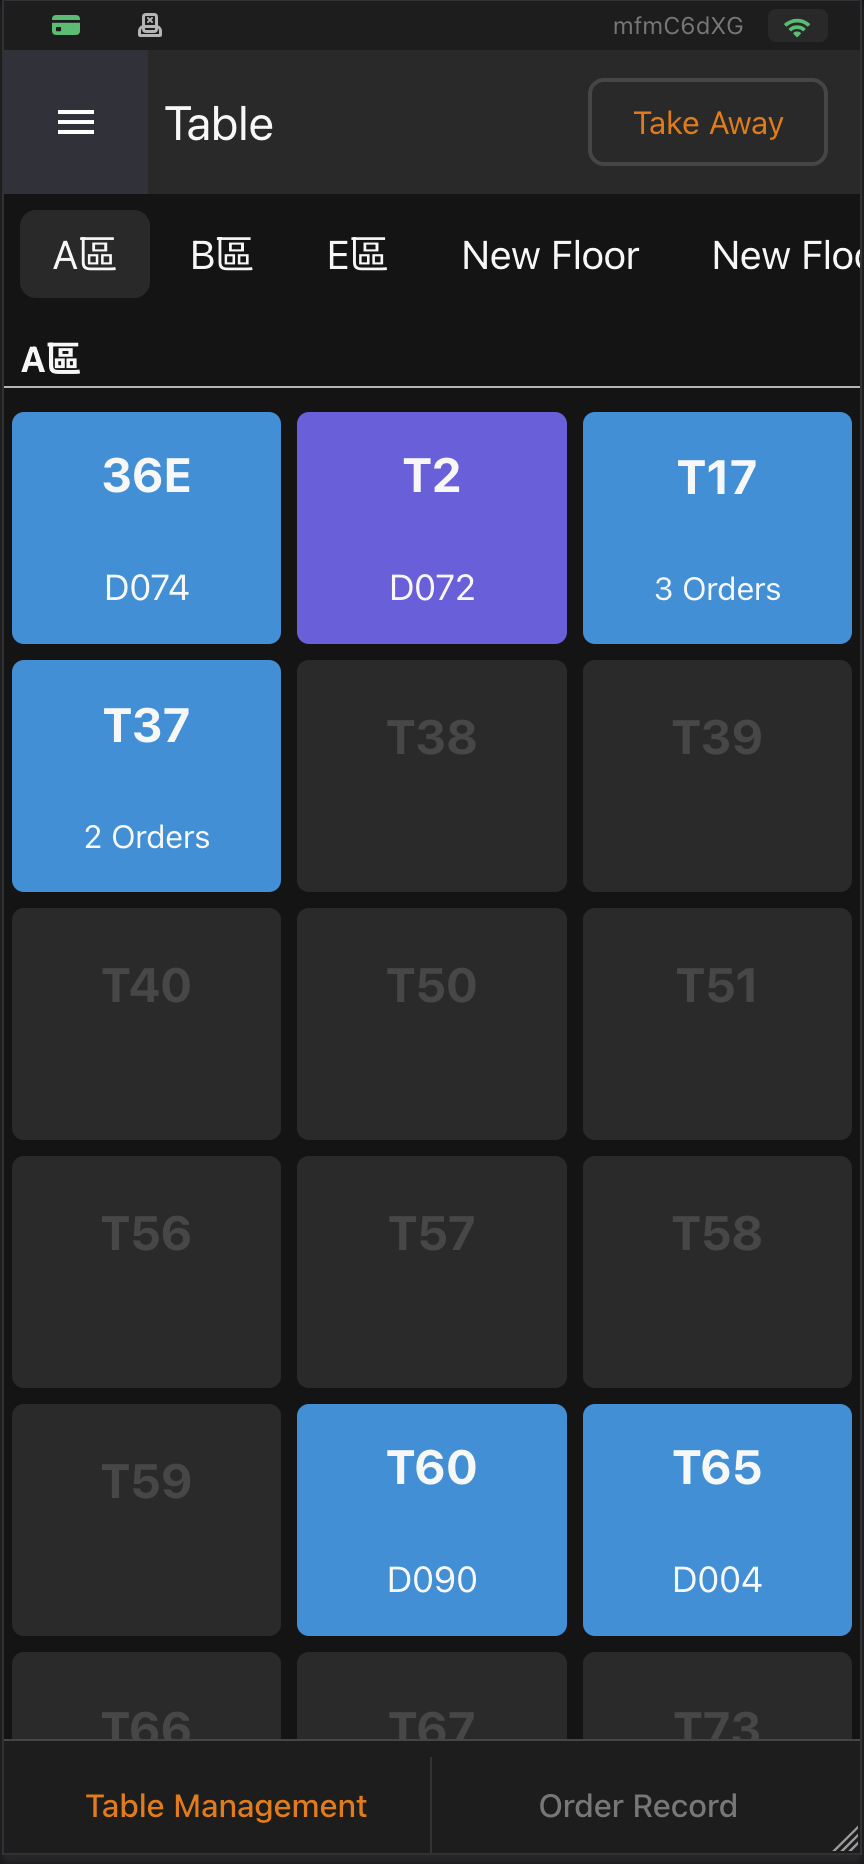 mfmC6dXG
Table
Take Away
A區 B區 E區 New Floor New Floo
A區
36E T2 T17
D074 D072 3 Orders
T37 T38 T39
2 Orders
T40 T50 T51
T56 T57 T58
T59 T60 T65
D090 D004
T66 T67 T73
Table Management Order Record